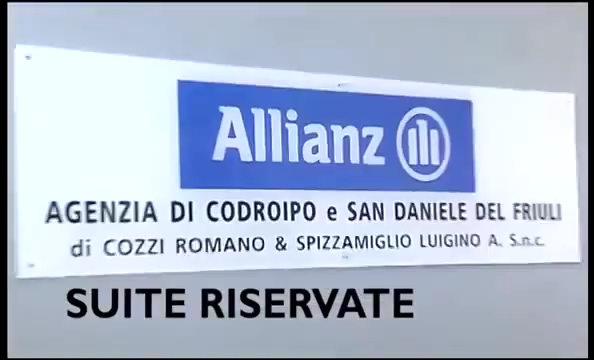 Allianz
AGENZIA DI CODROIPO e SAN DANIELE DEL FRIULI
di COZZI ROMANO & SPIZZAMIGLIO LUIGINO A. S.n.c.
SUITE RISERVATE